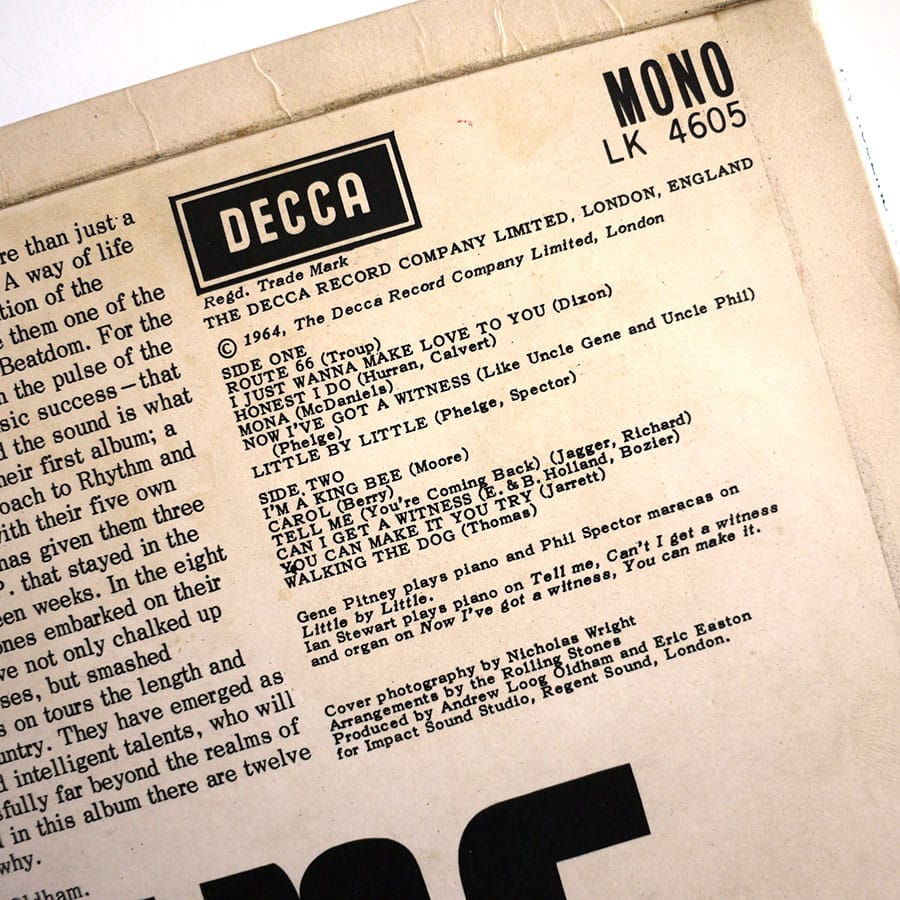 MONO
LK 4605
DECCA
Regd. Trade Mark
THE DECCA RECORD COMPANY LIMITED, LONDON, ENGLAND
© 1964, The Decca Record Company Limited, London
SIDE ONE
ROUTE 66 (Troup)
I JUST WANNA MAKE LOVE TO YOU (Dixon)
HONEST I DO (Hurran, Calvert)
MONA (McDaniels)
NOW I'VE GOT A WITNESS (Like Uncle Gene and Uncle Phil)
(Phelge)
LITTLE BY LITTLE (Phelge, Spector)
SIDE TWO
I'M A KING BEE (Moore)
CAROL (Berry)
TELL ME (You're Coming Back) (Jagger, Richard)
CAN I GET A WITNESS (E. & B. Holland, Bozier)
YOU CAN MAKE IT YOU TRY (Jarrett)
WALKING THE DOG (Thomas)
Gene Pitney plays piano and Phil Spector maracas on
Little by Little.
Ian Stewart plays piano on Tell me, Can't I get a witness
and organ on Now I've got a witness, You can make it.
Cover photography by Nicholas Wright
Arrangements by the Rolling Stones
Produced by Andrew Loog Oldham and Eric Easton
for Impact Sound Studio, Regent Sound, London.
re than just a
A way of life
tion of the
them one of the
Beatdom. For the
the pulse of the
sic success—that
the sound is what
heir first album; a
oach to Rhythm and
with their five own
has given them three
P. that stayed in the
een weeks. In the eight
ones embarked on their
ve not only chalked up
ses, but smashed
s on tours the length and
untry. They have emerged as
intelligent talents, who will
sfully far beyond the realms of
in this album there are twelve
why.
Oldham.